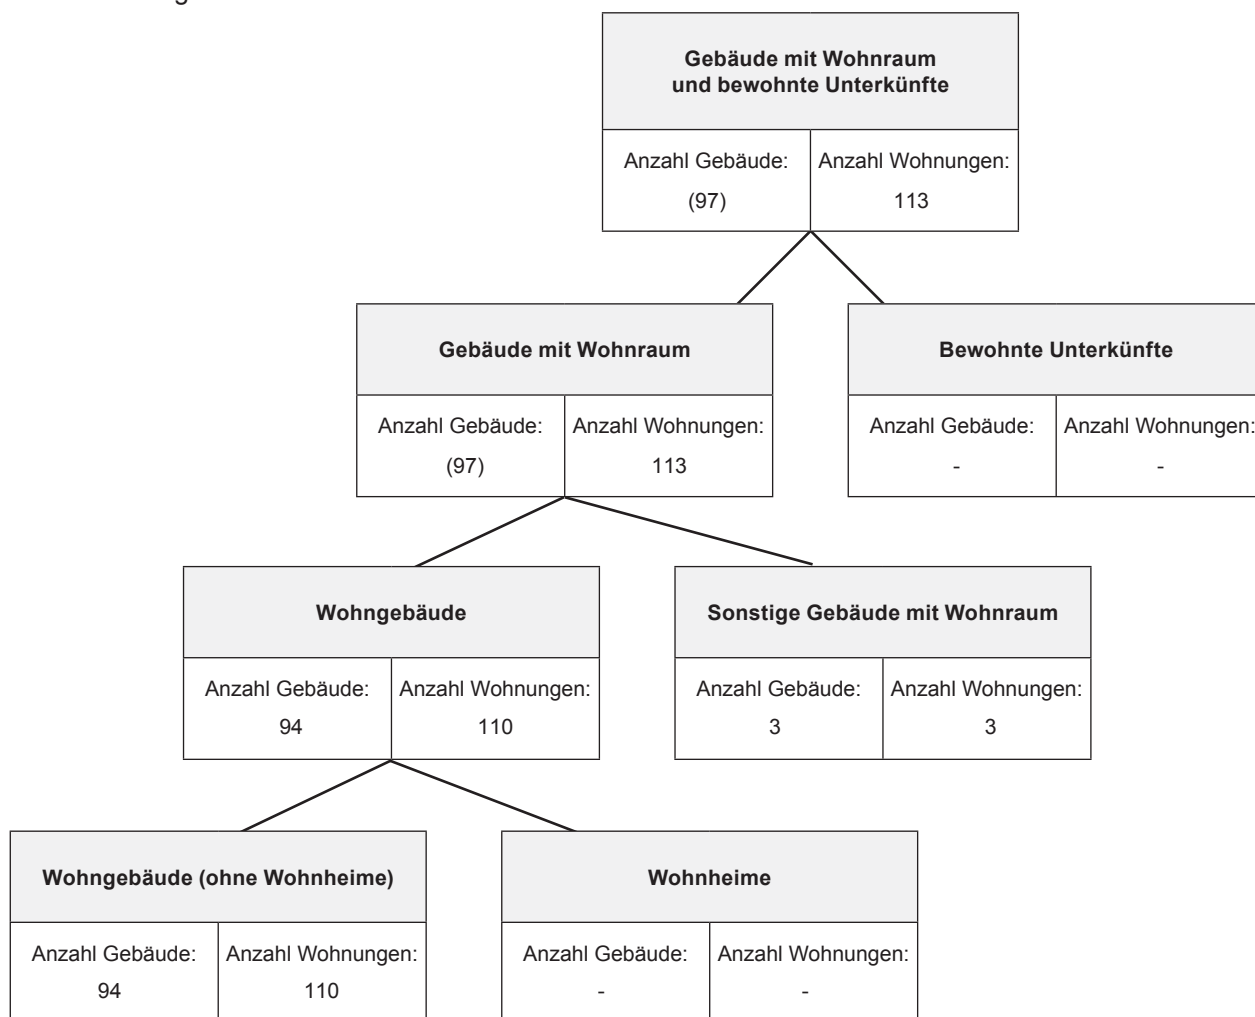 Gebäude mit Wohnraum
und bewohnte Unterkünfte
Anzahl Gebäude: Anzahl Wohnungen:
(97) 113
Gebäude mit Wohnraum Bewohnte Unterkünfte
Anzahl Gebäude: Anzahl Wohnungen: Anzahl Gebäude: Anzahl Wohnungen:
(97) 113 - -
Wohngebäude Sonstige Gebäude mit Wohnraum
Anzahl Gebäude: Anzahl Wohnungen: Anzahl Gebäude: Anzahl Wohnungen:
94 110 3 3
Wohngebäude (ohne Wohnheime) Wohnheime
Anzahl Gebäude: Anzahl Wohnungen: Anzahl Gebäude: Anzahl Wohnungen:
94 110 - -